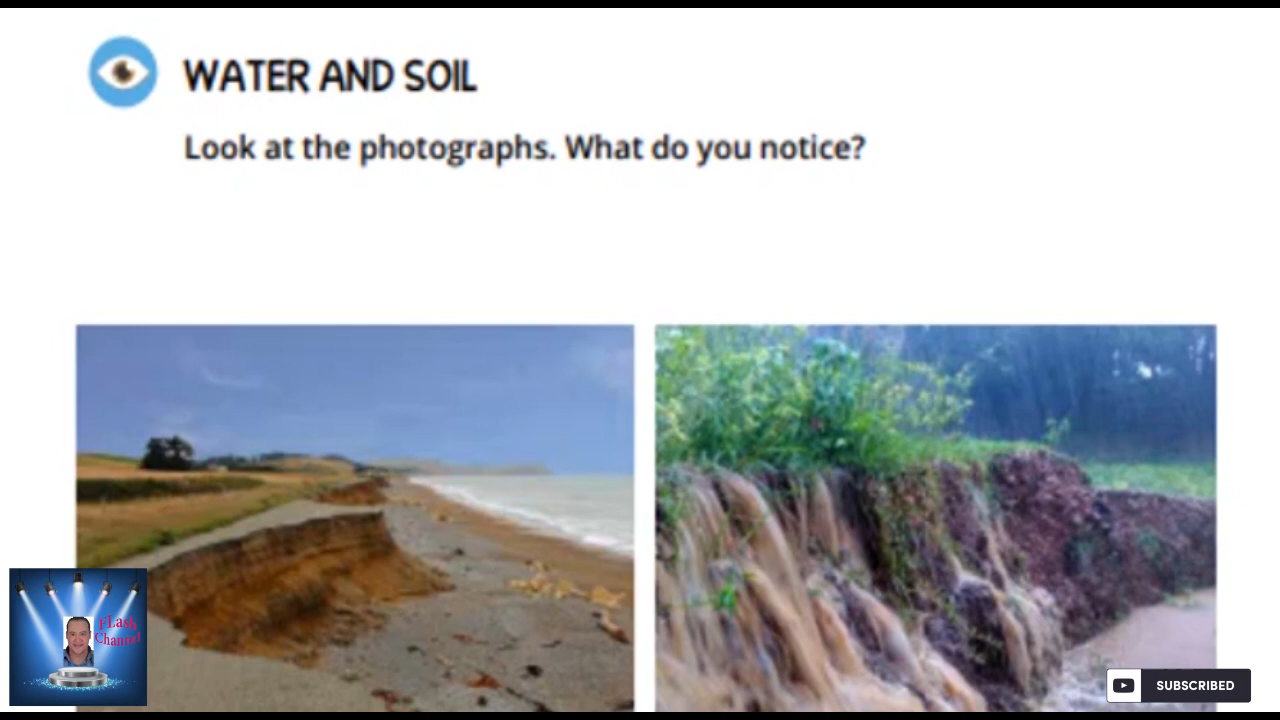 WATER AND SOIL
Look at the photographs. What do you notice?
FLash
Channel
SUBSCRIBED